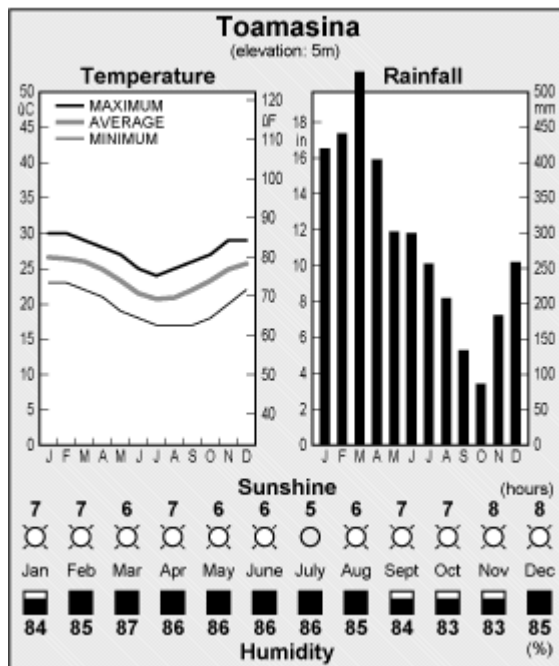 Toamasina
(elevation: 5m)
Temperature
50
ûC
45
40
35
30
25
20
15
10
5
0
MAXIMUM
AVERAGE
MINIMUM
120
ûF
110
100
90
80
70
60
50
40
J F M A M J J A S O N D
Rainfall
18
in
16
14
12
10
8
6
4
2
0
500
mm
450
400
350
300
250
200
150
100
50
0
J F M A M J J A S O N D
Sunshine (hours)
7 7 6 7 6 6 5 6 7 7 8 8
Jan Feb Mar Apr May June July Aug Sept Oct Nov Dec
84 85 87 86 86 86 86 85 84 83 83 85
Humidity (%)